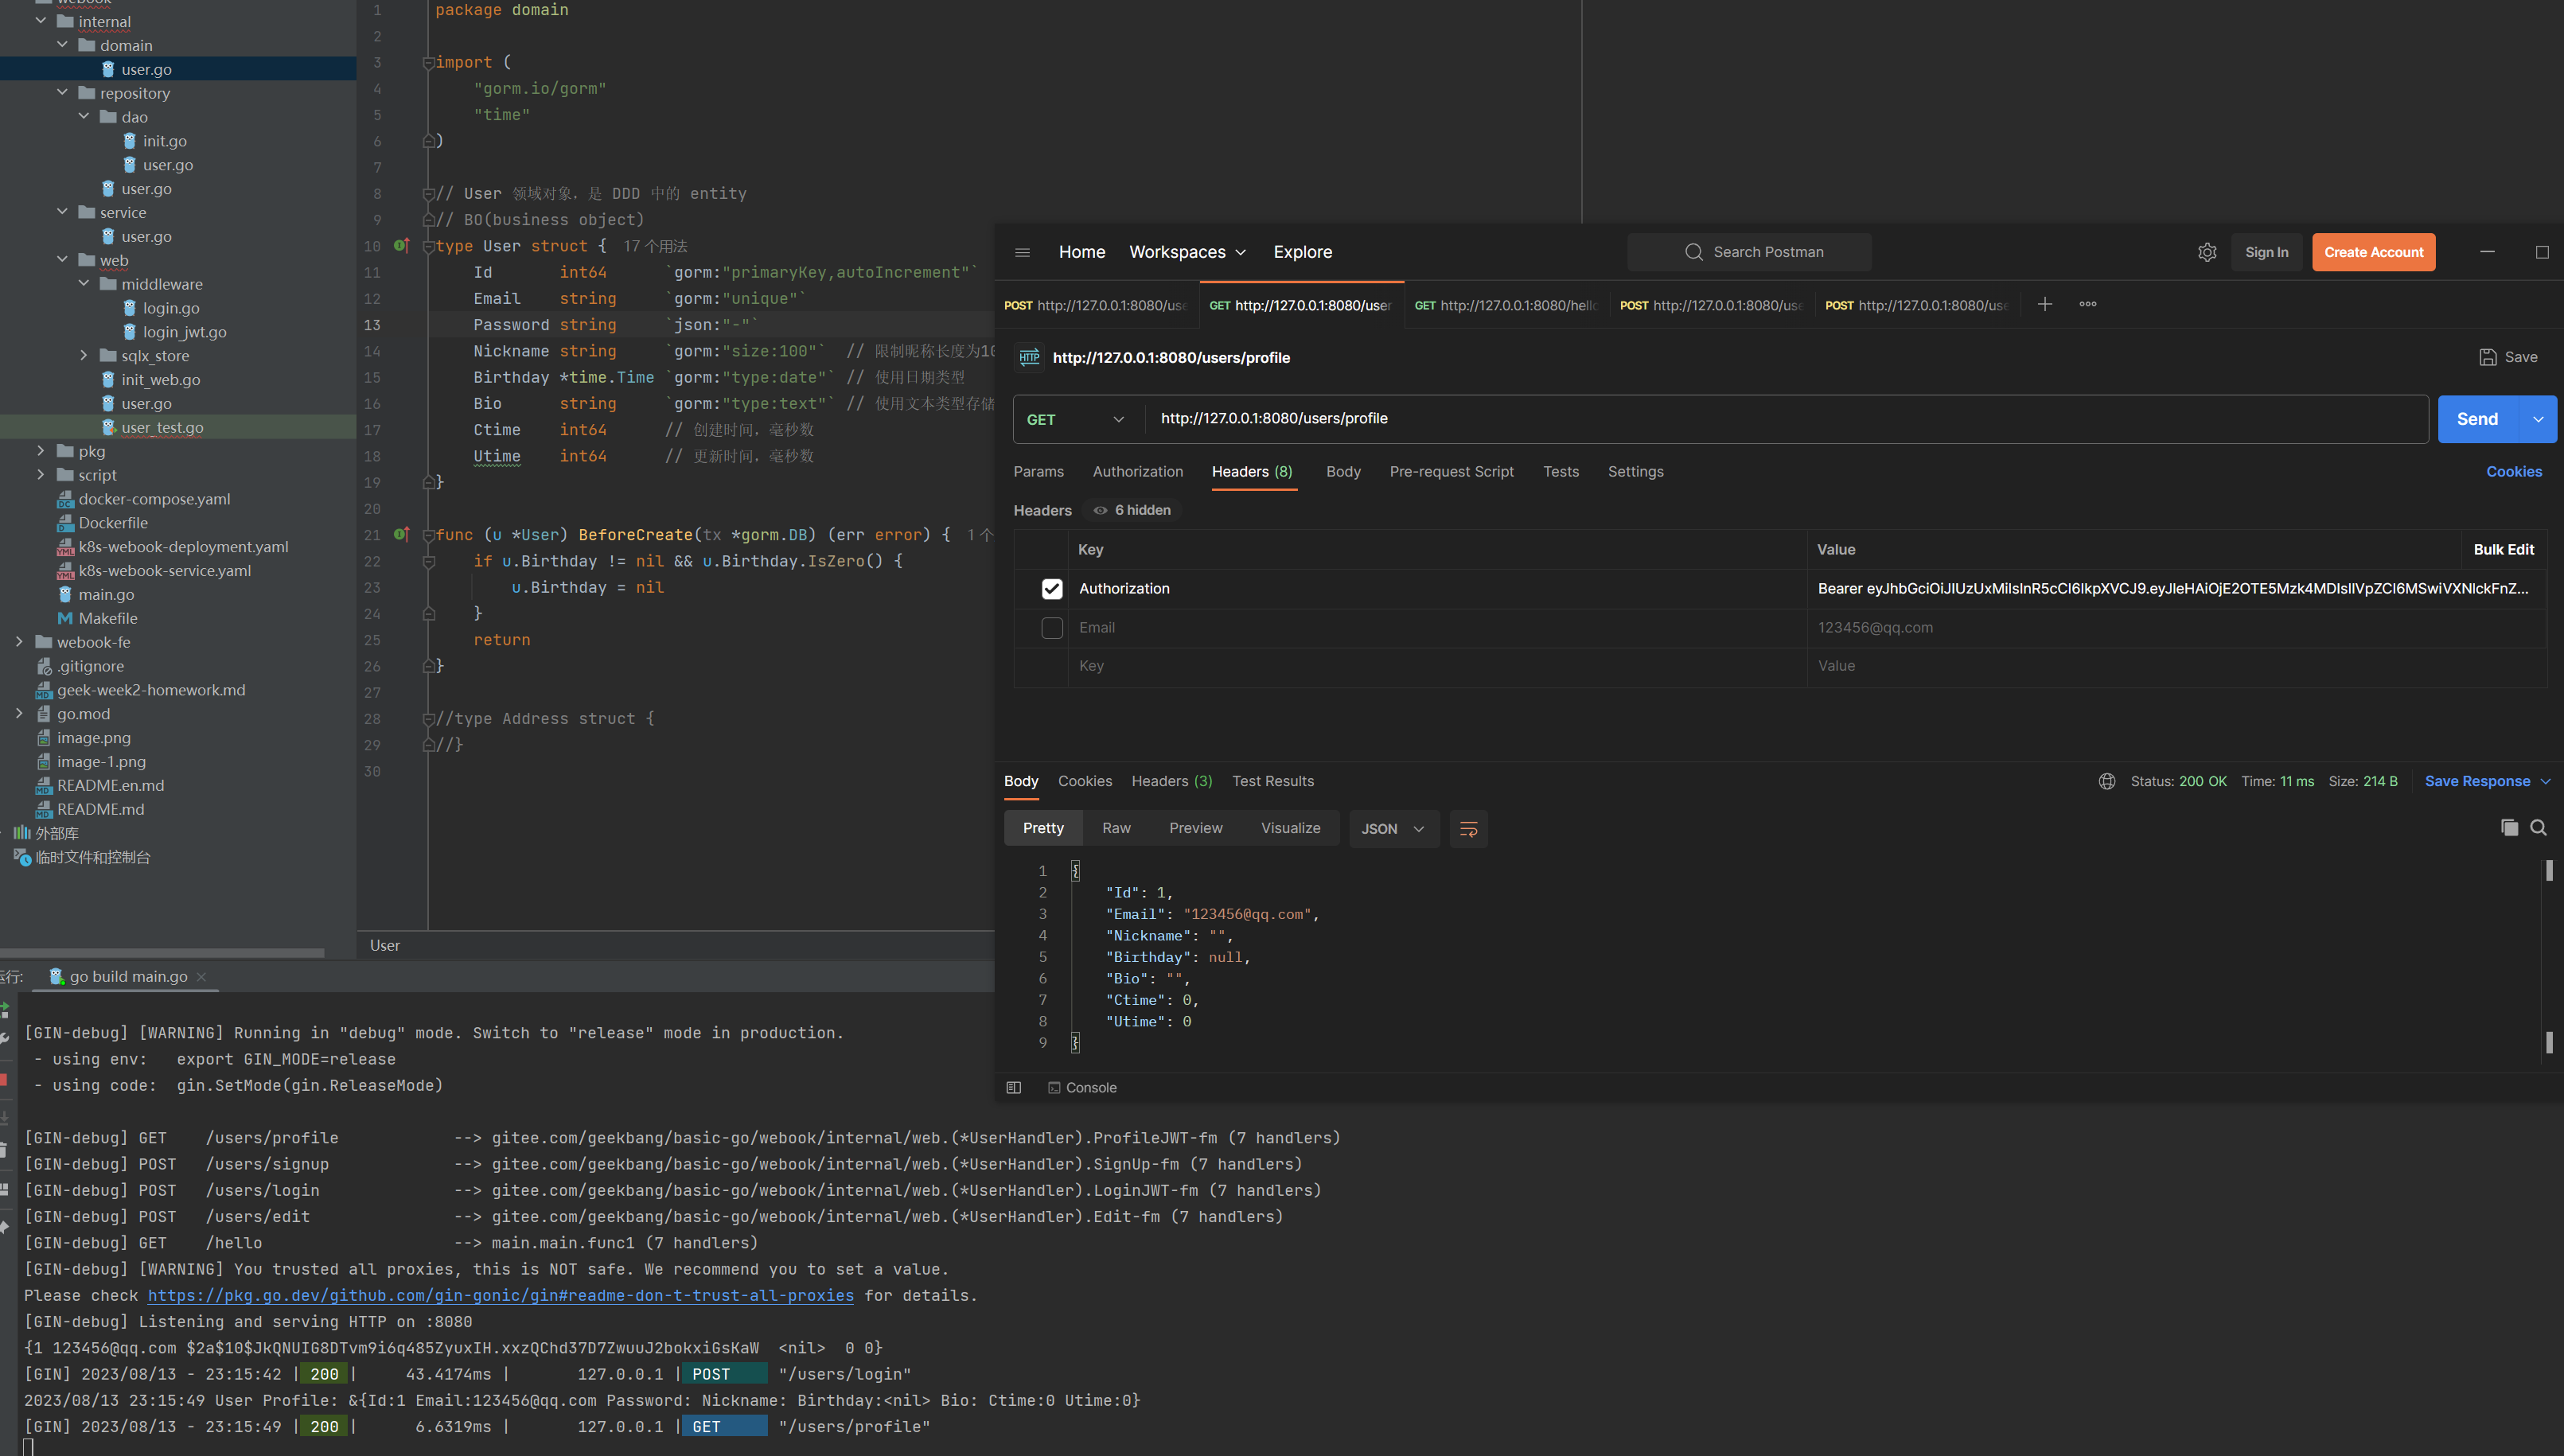 webook
internal
domain
user.go
repository
dao
init.go
user.go
user.go
service
user.go
web
middleware
login.go
login_jwt.go
sqlx_store
init_web.go
user.go
user_test.go
pkg
script
docker-compose.yaml
Dockerfile
k8s-webook-deployment.yaml
k8s-webook-service.yaml
main.go
Makefile
webook-fe
.gitignore
geek-week2-homework.md
go.mod
image.png
image-1.png
README.en.md
README.md
外部库
临时文件和控制台
1 package domain
2
3 import (
4 "gorm.io/gorm"
5 "time"
6 )
7
8 // User 领域对象，是 DDD 中的 entity
9 // BO(business object)
10 type User struct { 17 个用法
11 Id int64 `gorm:"primaryKey,autoIncrement"`
12 Email string `gorm:"unique"`
13 Password string `json:"-"`
14 Nickname string `gorm:"size:100"` // 限制昵称长度为10
15 Birthday *time.Time `gorm:"type:date"` // 使用日期类型
16 Bio string `gorm:"type:text"` // 使用文本类型存储
17 Ctime int64 // 创建时间，毫秒数
18 Utime int64 // 更新时间，毫秒数
19 }
20
21 func (u *User) BeforeCreate(tx *gorm.DB) (err error) { 1 个
22 if u.Birthday != nil && u.Birthday.IsZero() {
23 u.Birthday = nil
24 }
25 return
26 }
27
28 //type Address struct {
29 //}
30
User
Home Workspaces Explore Search Postman Sign In Create Account
POST http://127.0.0.1:8080/use GET http://127.0.0.1:8080/user GET http://127.0.0.1:8080/hello POST http://127.0.0.1:8080/use POST http://127.0.0.1:8080/use
HTTP http://127.0.0.1:8080/users/profile Save
GET http://127.0.0.1:8080/users/profile Send
Params Authorization Headers (8) Body Pre-request Script Tests Settings Cookies
Headers 6 hidden
Key Value Bulk Edit
Authorization Bearer eyJhbGciOiJIUzUxMiIsInR5cCI6IkpXVCJ9.eyJleHAiOjE2OTE5Mzk4MDIsIlVpZCI6MSwiVXNlckFnZ...
Email 123456@qq.com
Key Value
Body Cookies Headers (3) Test Results Status: 200 OK Time: 11 ms Size: 214 B Save Response
Pretty Raw Preview Visualize JSON
1 {
2 "Id": 1,
3 "Email": "123456@qq.com",
4 "Nickname": "",
5 "Birthday": null,
6 "Bio": "",
7 "Ctime": 0,
8 "Utime": 0
9 }
Console
运行: go build main.go
[GIN-debug] [WARNING] Running in "debug" mode. Switch to "release" mode in production.
- using env: export GIN_MODE=release
- using code: gin.SetMode(gin.ReleaseMode)
[GIN-debug] GET /users/profile --> gitee.com/geekbang/basic-go/webook/internal/web.(*UserHandler).ProfileJWT-fm (7 handlers)
[GIN-debug] POST /users/signup --> gitee.com/geekbang/basic-go/webook/internal/web.(*UserHandler).SignUp-fm (7 handlers)
[GIN-debug] POST /users/login --> gitee.com/geekbang/basic-go/webook/internal/web.(*UserHandler).LoginJWT-fm (7 handlers)
[GIN-debug] POST /users/edit --> gitee.com/geekbang/basic-go/webook/internal/web.(*UserHandler).Edit-fm (7 handlers)
[GIN-debug] GET /hello --> main.main.func1 (7 handlers)
[GIN-debug] [WARNING] You trusted all proxies, this is NOT safe. We recommend you to set a value.
Please check https://pkg.go.dev/github.com/gin-gonic/gin#readme-don-t-trust-all-proxies for details.
[GIN-debug] Listening and serving HTTP on :8080
{1 123456@qq.com $2a$10$JkQNUIG8DTvm9i6q485ZyuxIH.xxzQChd37D7ZwuuJ2bokxiGsKaW <nil> 0 0}
[GIN] 2023/08/13 - 23:15:42 | 200 | 43.4174ms | 127.0.0.1 | POST "/users/login"
2023/08/13 23:15:49 User Profile: &{Id:1 Email:123456@qq.com Password: Nickname: Birthday:<nil> Bio: Ctime:0 Utime:0}
[GIN] 2023/08/13 - 23:15:49 | 200 | 6.6319ms | 127.0.0.1 | GET "/users/profile"